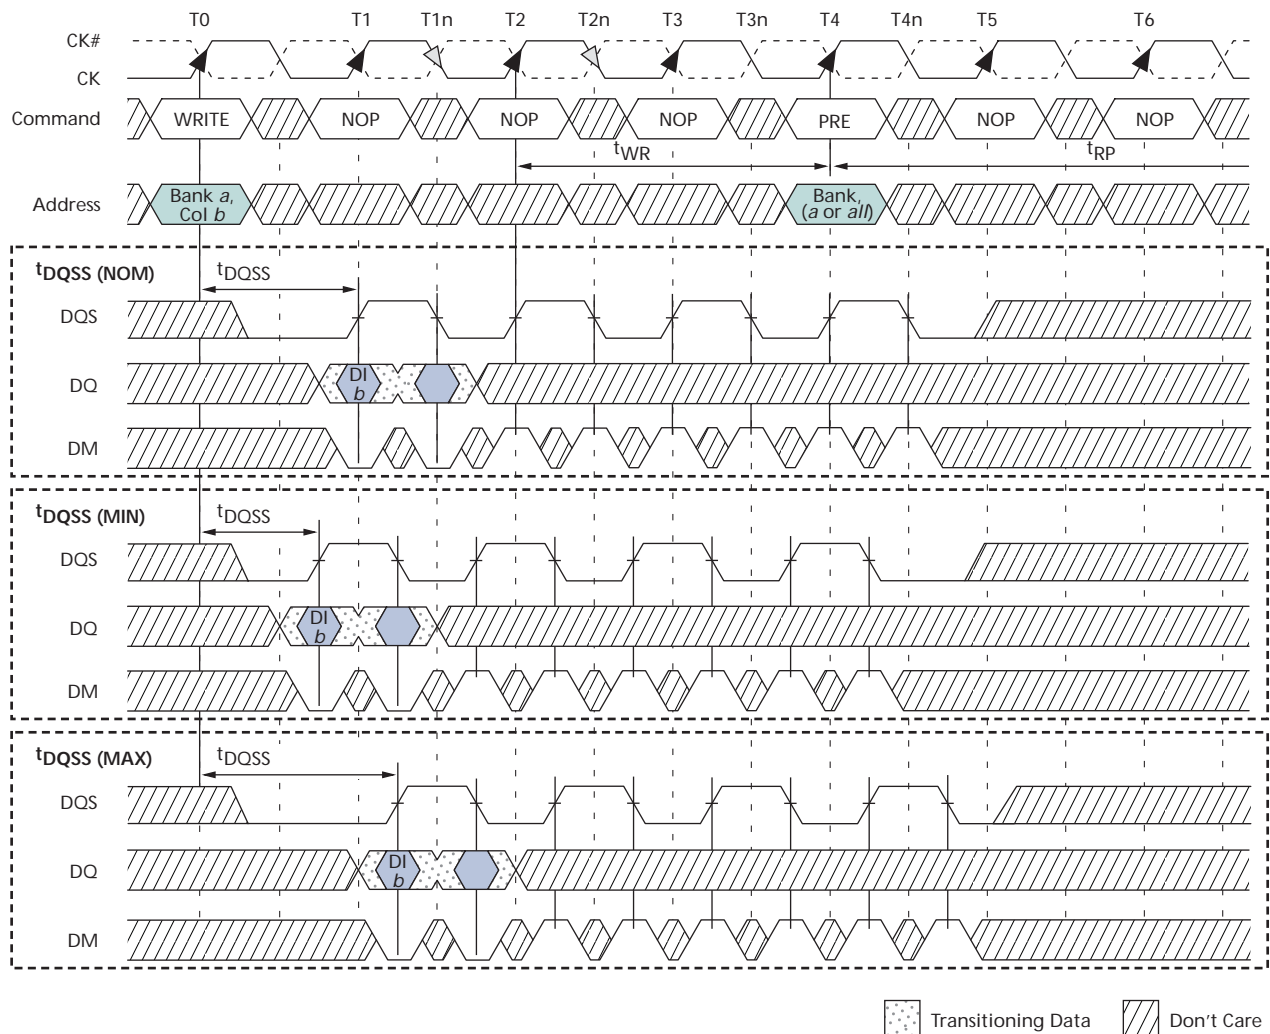 T0 T1 T1n T2 T2n T3 T3n T4 T4n T5 T6
CK#
CK
Command WRITE NOP NOP NOP PRE NOP NOP
tWR tRP
Address Bank a, Col b Bank, (a or all)
tDQSS (NOM) tDQSS
DQS
DQ DI b
DM
tDQSS (MIN) tDQSS
DQS
DQ DI b
DM
tDQSS (MAX) tDQSS
DQS
DQ DI b
DM
Transitioning Data Don't Care